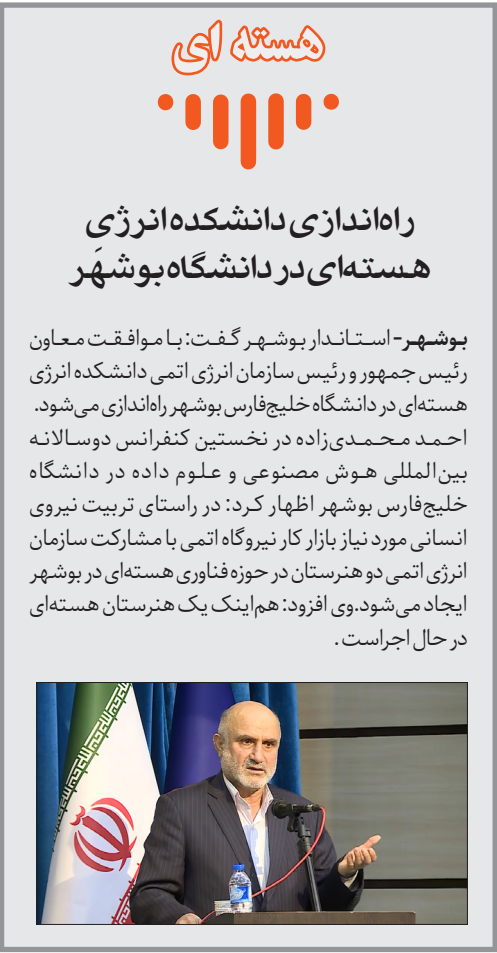 هسته ای
راه‌اندازی دانشکده انرژی
هسته‌ای در دانشگاه بوشهَر
بوشهر- استاندار بوشهر گفت: با موافقت معاون
رئیس جمهور و رئیس سازمان انرژی اتمی دانشکده انرژی
هسته‌ای در دانشگاه خلیج‌فارس بوشهر راه‌اندازی می‌شود.
احمد محمدی‌زاده در نخستین کنفرانس دوسالانه
بین‌المللی هوش مصنوعی و علوم داده در دانشگاه
خلیج‌فارس بوشهر اظهار کرد: در راستای تربیت نیروی
انسانی مورد نیاز بازار کار نیروگاه اتمی با مشارکت سازمان
انرژی اتمی دو هنرستان در حوزه فناوری هسته‌ای در بوشهر
ایجاد می‌شود.وی افزود: هم‌اینک یک هنرستان هسته‌ای
در حال اجراست .